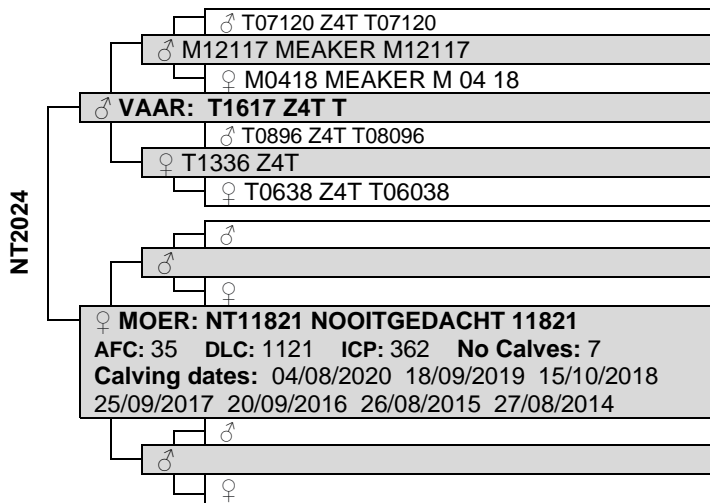 ♂ T07120 Z4T T07120
♂ M12117 MEAKER M12117
♀ M0418 MEAKER M 04 18
♂ VAAR: T1617 Z4T T
♂ T0896 Z4T T08096
♀ T1336 Z4T
♀ T0638 Z4T T06038
NT2024
♂
♂
♀
♀ MOER: NT11821 NOOITGEDACHT 11821
AFC: 35 DLC: 1121 ICP: 362 No Calves: 7
Calving dates: 04/08/2020 18/09/2019 15/10/2018
25/09/2017 20/09/2016 26/08/2015 27/08/2014
♂
♂
♀